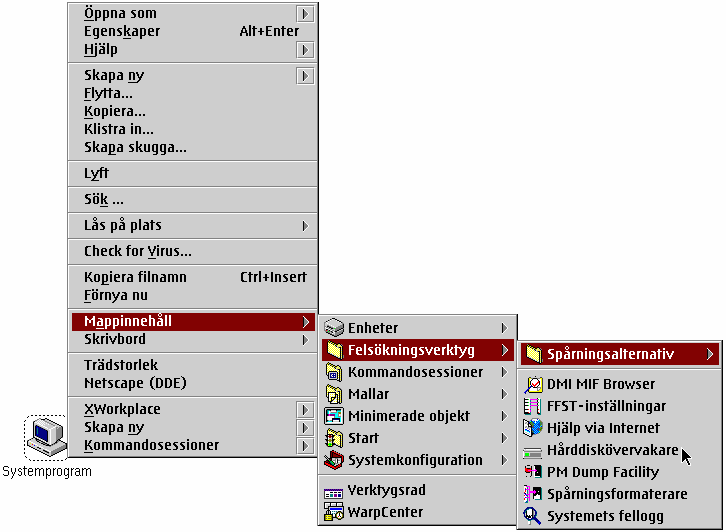 Öppna som
Egenskaper Alt+Enter
Hjälp
Skapa ny
Flytta...
Kopiera...
Klistra in...
Skapa skugga...
Lyft
Sök ...
Lås på plats
Check for Virus...
Kopiera filnamn Ctrl+Insert
Förnya nu
Mappinnehåll
Skrivbord
Trädstorlek
Netscape (DDE)
XWorkplace
Skapa ny
Kommandosessioner
Systemprogram
Enheter
Felsökningsverktyg
Kommandosessioner
Mallar
Minimerade objekt
Start
Systemkonfiguration
Verktygsrad
WarpCenter
Spårningsalternativ
DMI MIF Browser
FFST-inställningar
Hjälp via Internet
Hårddiskövervakare
PM Dump Facility
Spårningsformaterare
Systemets fellogg